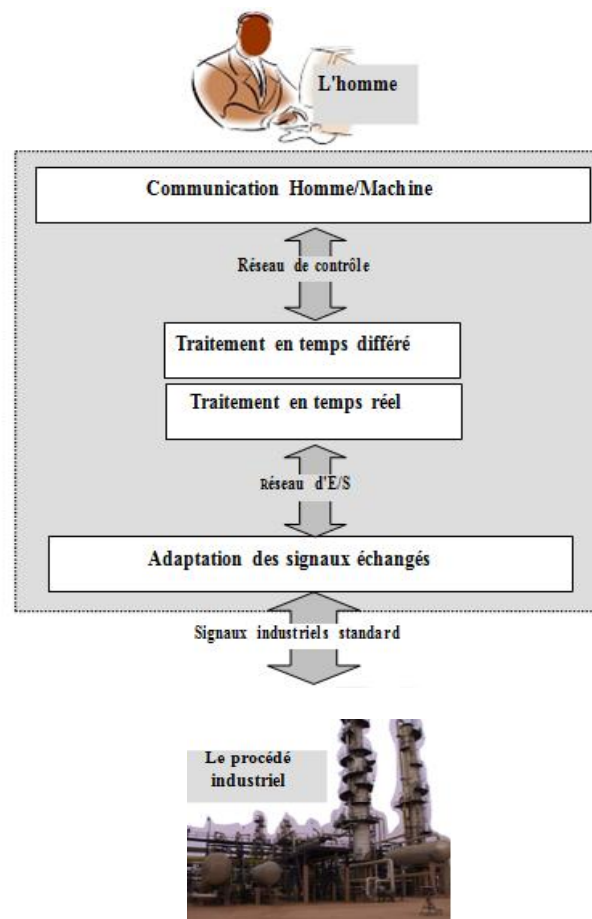 L'homme
Communication Homme/Machine
Réseau de contrôle
Traitement en temps différé
Traitement en temps réel
Réseau d'E/S
Adaptation des signaux échangés
Signaux industriels standard
Le procédé
industriel